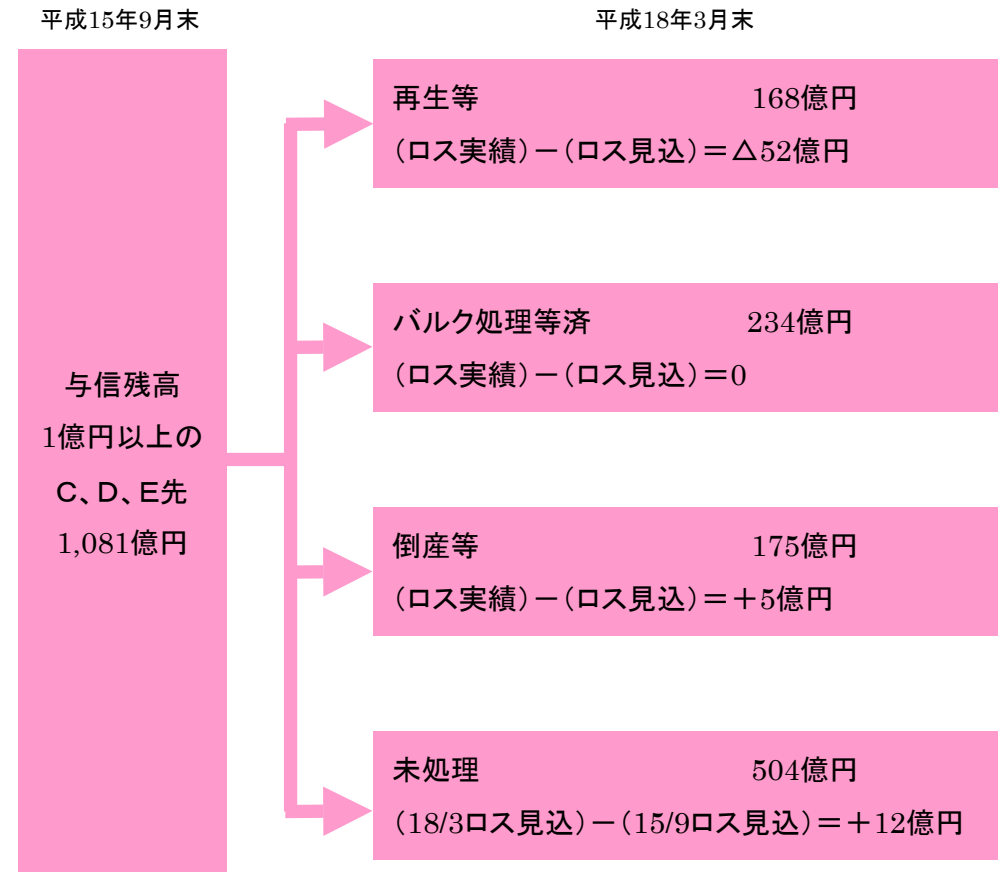 平成15年9月末
平成18年3月末
与信残高
1億円以上の
C、D、E先
1,081億円
再生等 168億円
（ロス実績）－（ロス見込）＝△52億円
バルク処理等済 234億円
（ロス実績）－（ロス見込）＝0
倒産等 175億円
（ロス実績）－（ロス見込）＝＋5億円
未処理 504億円
（18/3ロス見込）－（15/9ロス見込）＝＋12億円